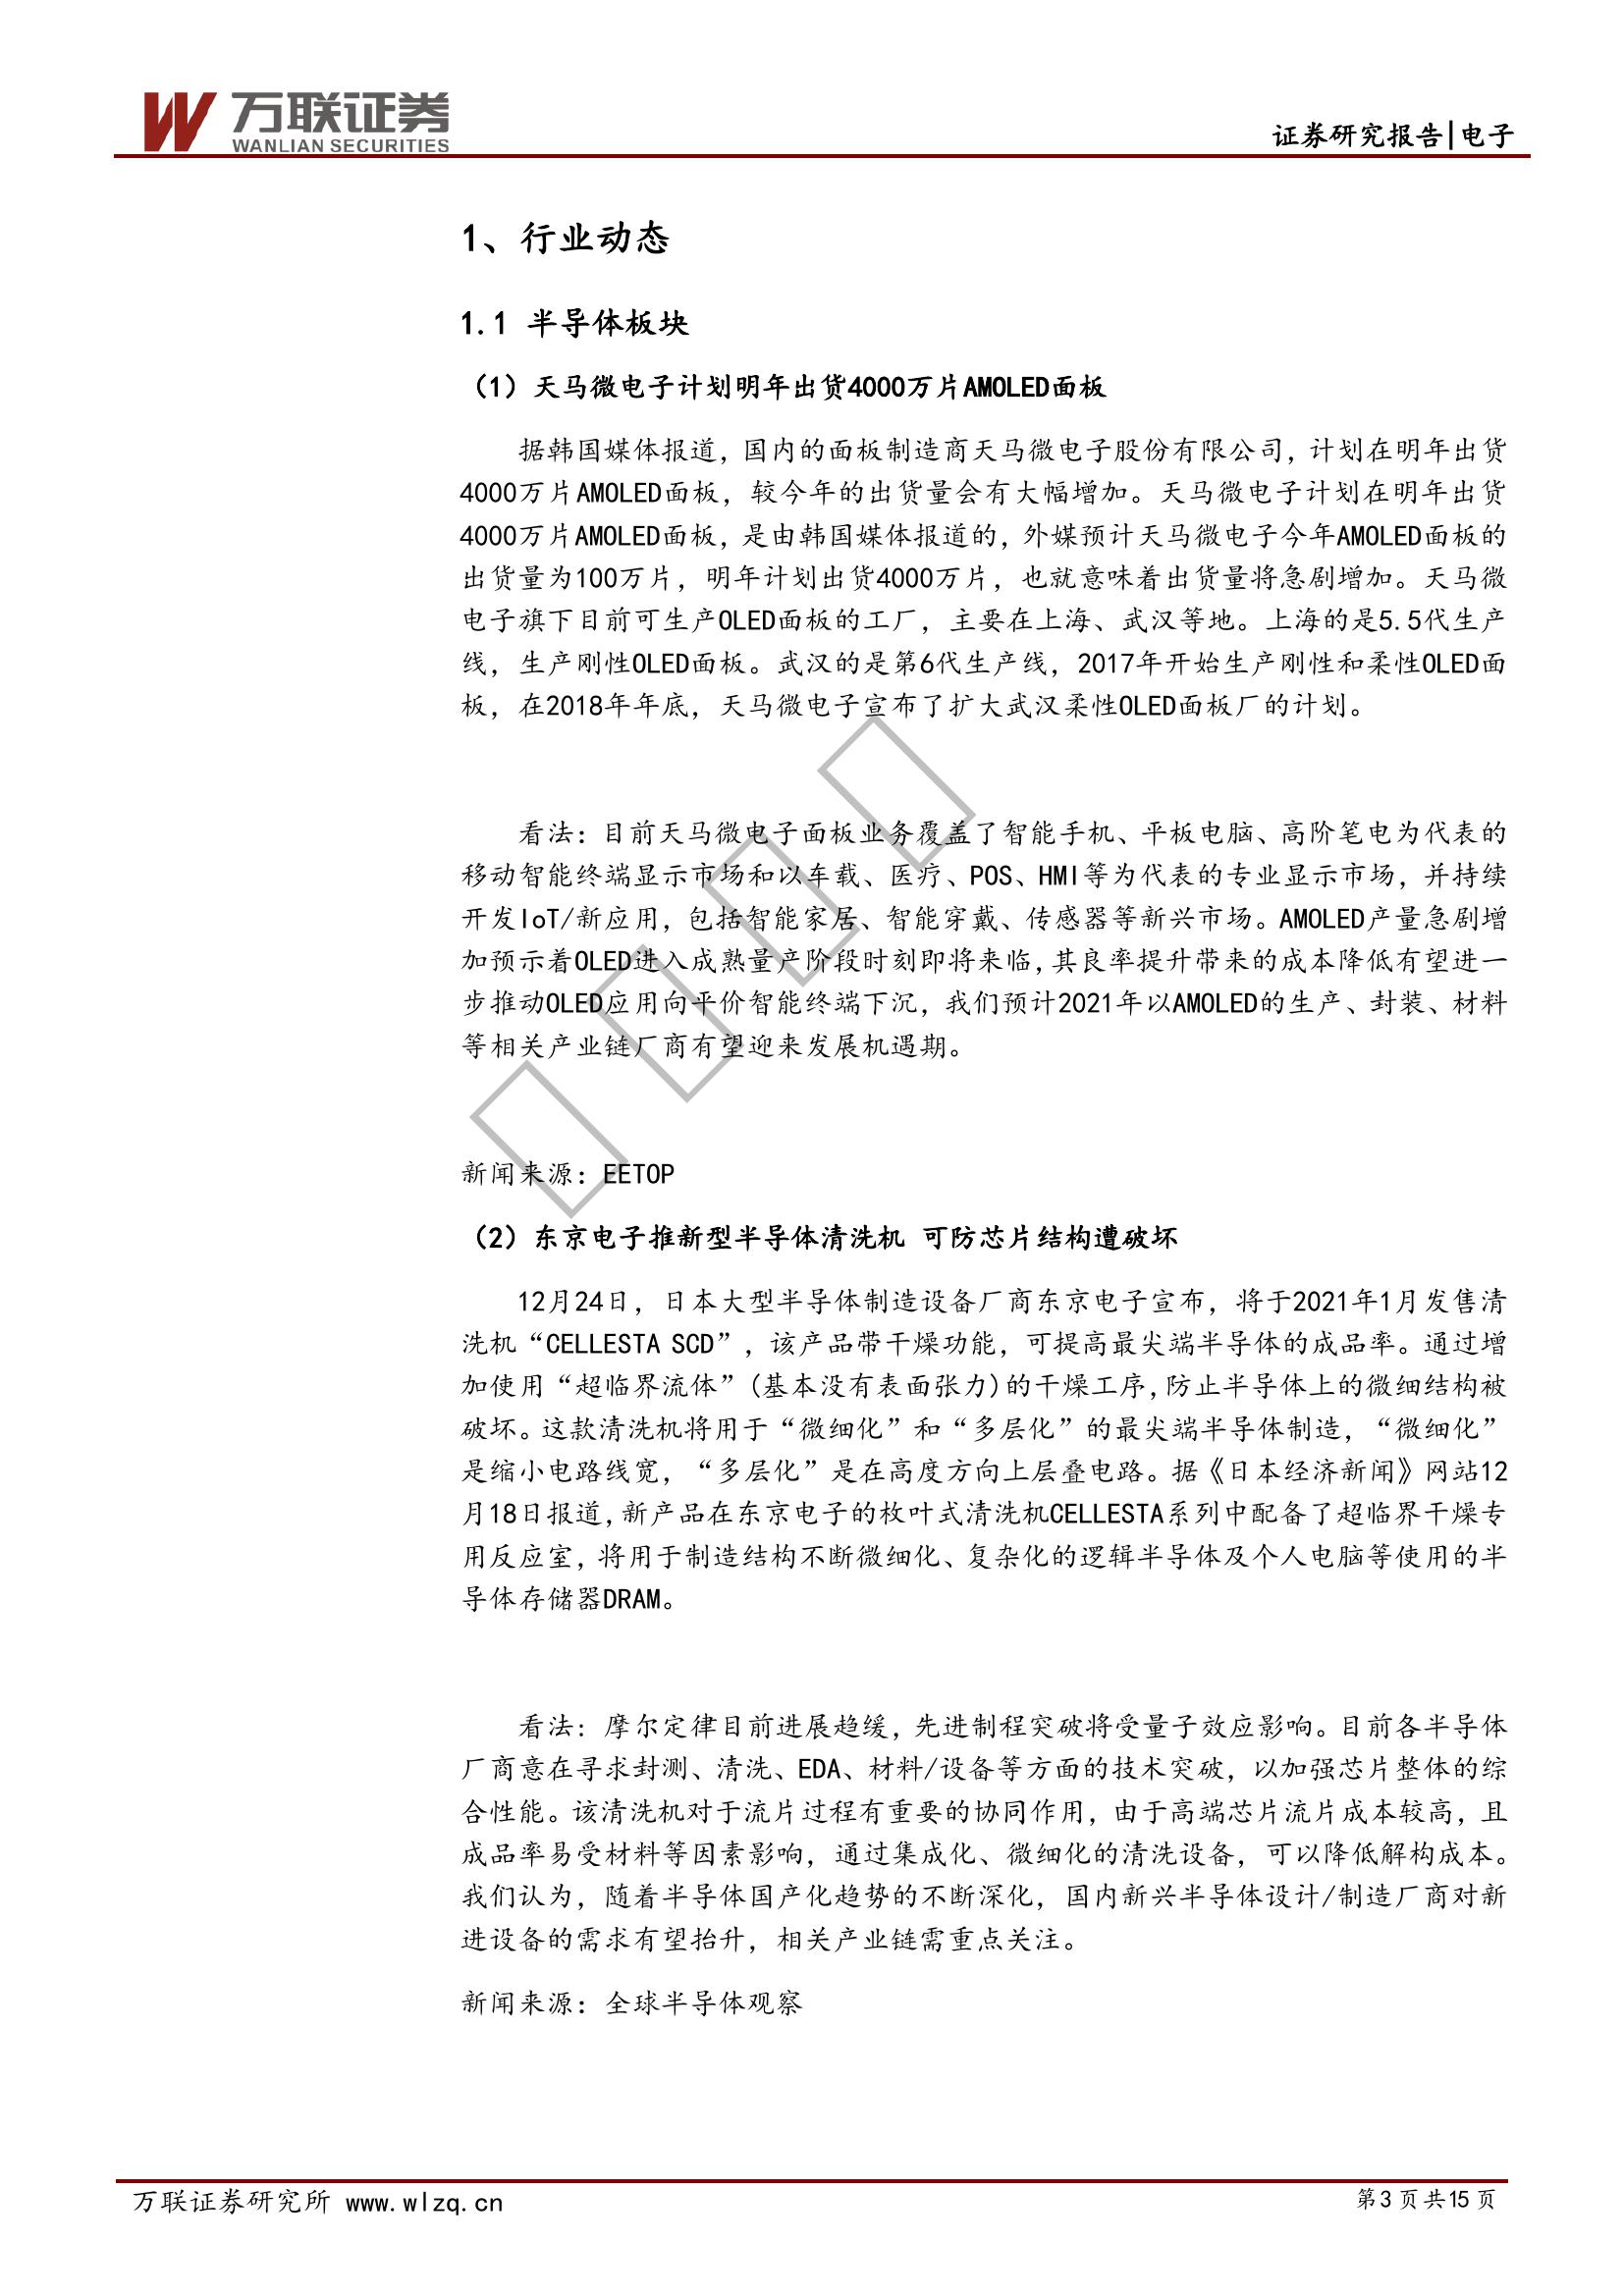 万联证券
WANLIAN SECURITIES
证券研究报告|电子
1、行业动态
1.1 半导体板块
（1）天马微电子计划明年出货4000万片AMOLED面板
据韩国媒体报道，国内的面板制造商天马微电子股份有限公司，计划在明年出货
4000万片AMOLED面板，较今年的出货量会有大幅增加。天马微电子计划在明年出货
4000万片AMOLED面板，是由韩国媒体报道的，外媒预计天马微电子今年AMOLED面板的
出货量为100万片，明年计划出货4000万片，也就意味着出货量将急剧增加。天马微
电子旗下目前可生产OLED面板的工厂，主要在上海、武汉等地。上海的是5.5代生产
线，生产刚性OLED面板。武汉的是第6代生产线，2017年开始生产刚性和柔性OLED面
板，在2018年年底，天马微电子宣布了扩大武汉柔性OLED面板厂的计划。
看法：目前天马微电子面板业务覆盖了智能手机、平板电脑、高阶笔电为代表的
移动智能终端显示市场和以车载、医疗、POS、HMI等为代表的专业显示市场，并持续
开发IoT/新应用，包括智能家居、智能穿戴、传感器等新兴市场。AMOLED产量急剧增
加预示着OLED进入成熟量产阶段时刻即将来临，其良率提升带来的成本降低有望进一
步推动OLED应用向平价智能终端下沉，我们预计2021年以AMOLED的生产、封装、材料
等相关产业链厂商有望迎来发展机遇期。
新闻来源：EETOP
（2）东京电子推新型半导体清洗机 可防芯片结构遭破坏
12月24日，日本大型半导体制造设备厂商东京电子宣布，将于2021年1月发售清
洗机“CELLESTA SCD”，该产品带干燥功能，可提高最尖端半导体的成品率。通过增
加使用“超临界流体”(基本没有表面张力)的干燥工序,防止半导体上的微细结构被
破坏。这款清洗机将用于“微细化”和“多层化”的最尖端半导体制造，“微细化”
是缩小电路线宽，“多层化”是在高度方向上层叠电路。据《日本经济新闻》网站12
月18日报道，新产品在东京电子的枚叶式清洗机CELLESTA系列中配备了超临界干燥专
用反应室，将用于制造结构不断微细化、复杂化的逻辑半导体及个人电脑等使用的半
导体存储器DRAM。
看法: 摩尔定律目前进展趋缓，先进制程突破将受量子效应影响。目前各半导体
厂商意在寻求封测、清洗、EDA、材料/设备等方面的技术突破，以加强芯片整体的综
合性能。该清洗机对于流片过程有重要的协同作用，由于高端芯片流片成本较高，且
成品率易受材料等因素影响，通过集成化、微细化的清洗设备，可以降低解构成本。
我们认为，随着半导体国产化趋势的不断深化，国内新兴半导体设计/制造厂商对新
进设备的需求有望抬升，相关产业链需重点关注。
新闻来源：全球半导体观察
万联证券研究所 www.wlzq.cn
第3页共15页